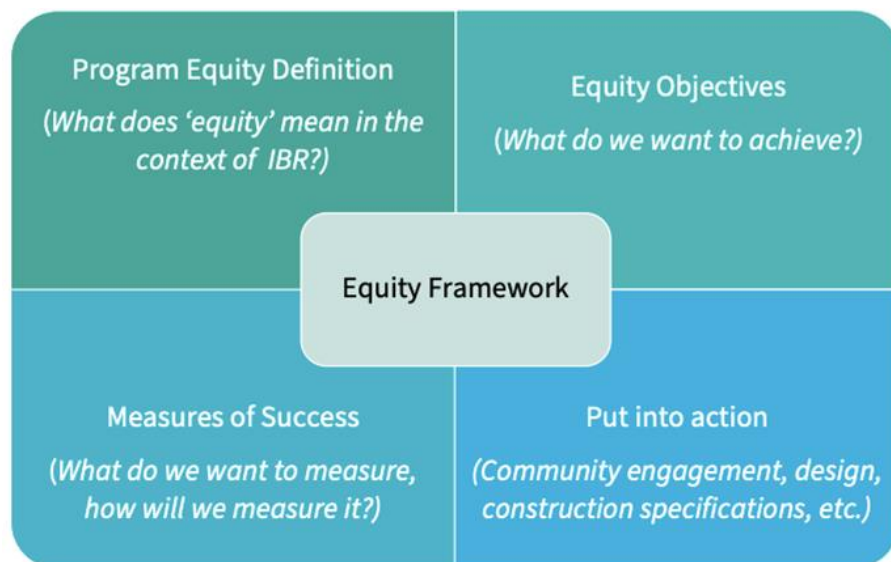 Program Equity Definition
(What does ‘equity’ mean in the
context of IBR?)
Equity Objectives
(What do we want to achieve?)
Equity Framework
Measures of Success
(What do we want to measure,
how will we measure it?)
Put into action
(Community engagement, design,
construction specifications, etc.)